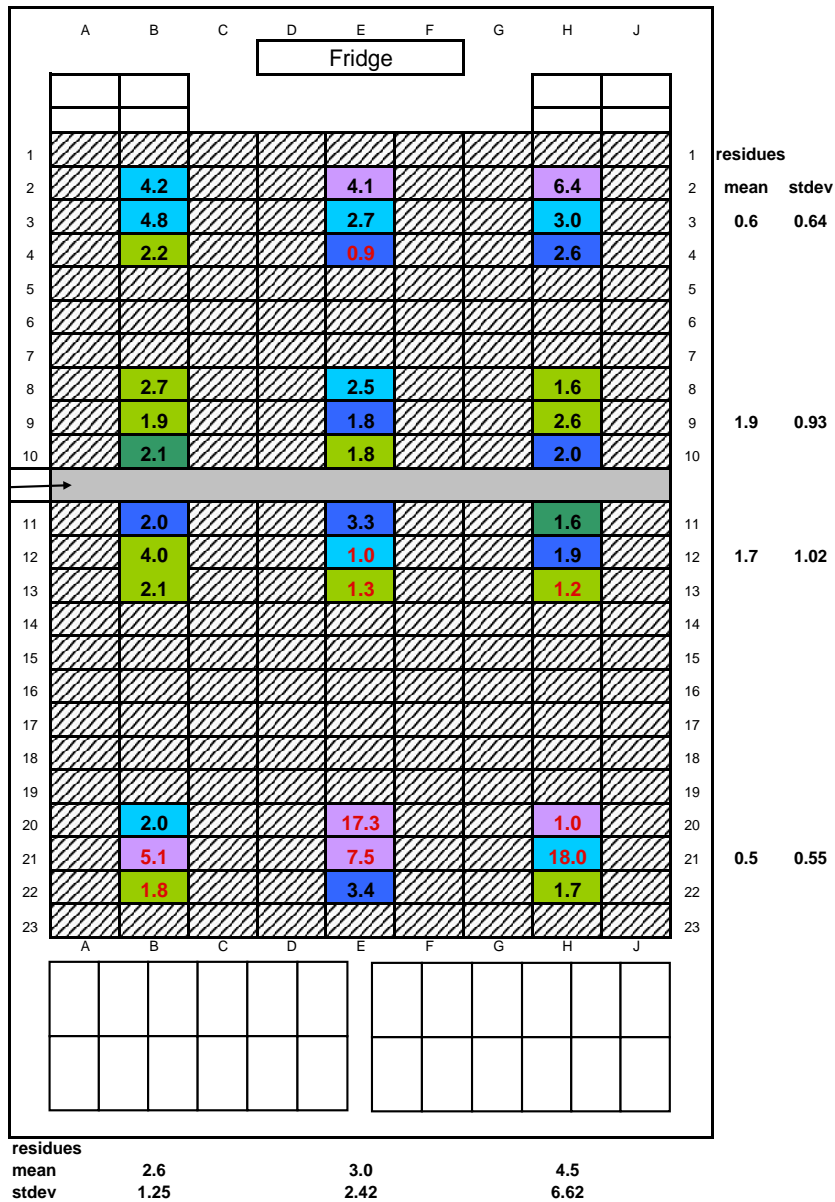 A B C D E F G H J
Fridge
1 1 residues
2 4.2 4.1 6.4 2 mean stdev
3 4.8 2.7 3.0 3 0.6 0.64
4 2.2 0.9 2.6 4
5 5
6 6
7 7
8 2.7 2.5 1.6 8
9 1.9 1.8 2.6 9 1.9 0.93
10 2.1 1.8 2.0 10
11 2.0 3.3 1.6 11
12 4.0 1.0 1.9 12 1.7 1.02
13 2.1 1.3 1.2 13
14 14
15 15
16 16
17 17
18 18
19 19
20 2.0 17.3 1.0 20
21 5.1 7.5 18.0 21 0.5 0.55
22 1.8 3.4 1.7 22
23 23
A B C D E F G H J
residues
mean 2.6 3.0 4.5
stdev 1.25 2.42 6.62